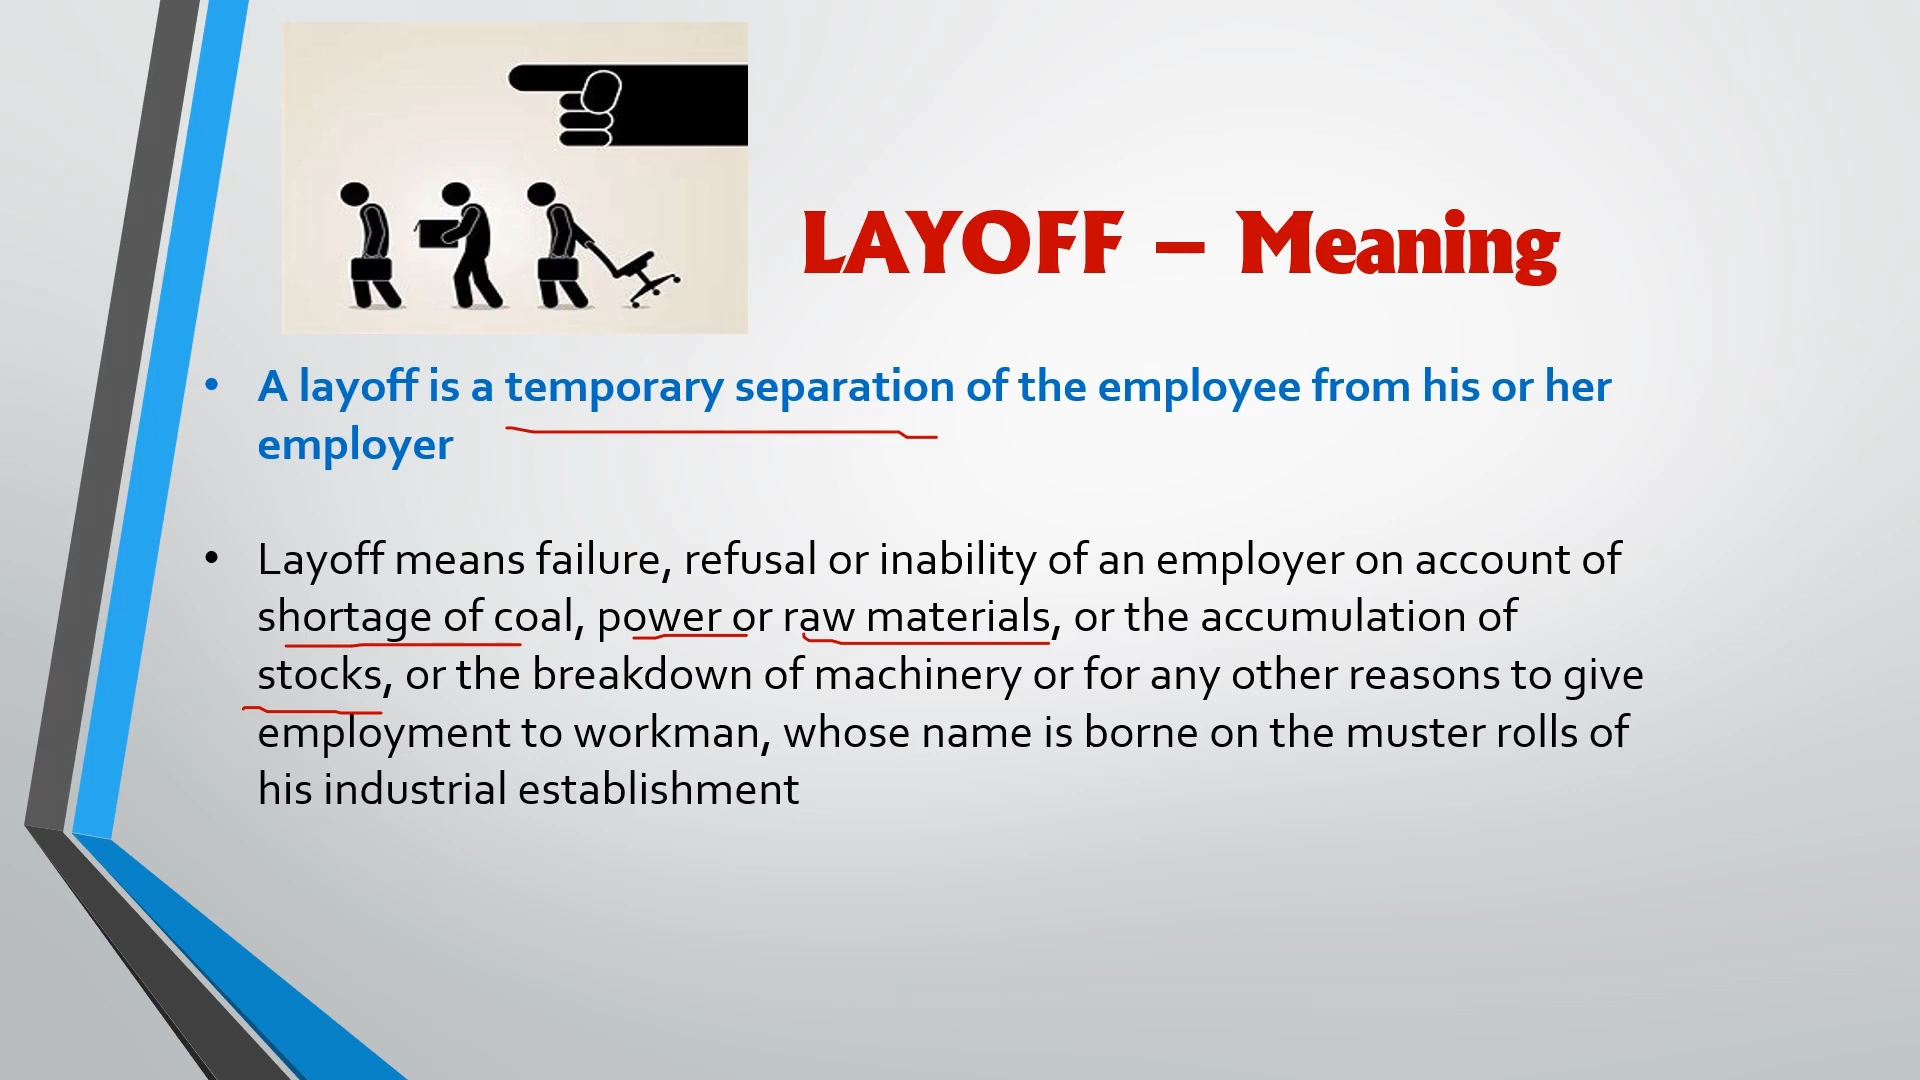 LAYOFF – Meaning
• A layoff is a temporary separation of the employee from his or her
employer
• Layoff means failure, refusal or inability of an employer on account of
shortage of coal, power or raw materials, or the accumulation of
stocks, or the breakdown of machinery or for any other reasons to give
employment to workman, whose name is borne on the muster rolls of
his industrial establishment